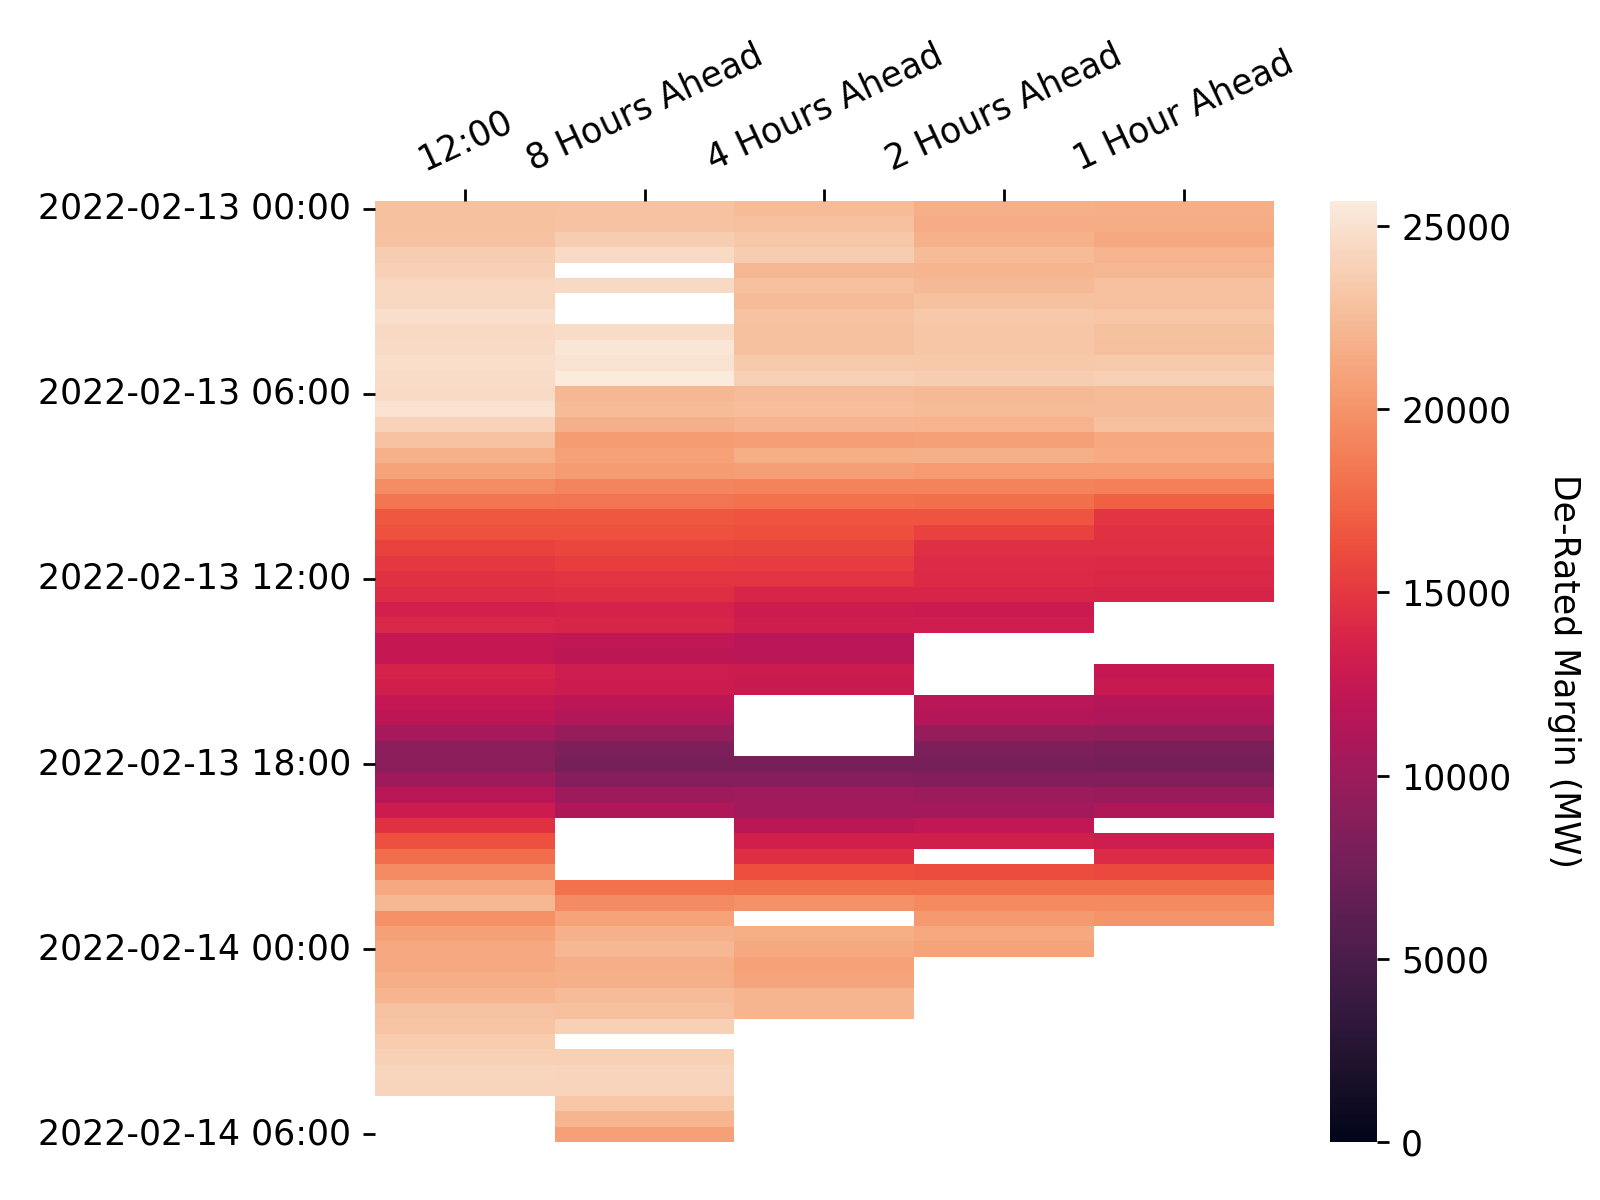 12:00
8 Hours Ahead
4 Hours Ahead
2 Hours Ahead
1 Hour Ahead
2022-02-13 00:00
2022-02-13 06:00
2022-02-13 12:00
2022-02-13 18:00
2022-02-14 00:00
2022-02-14 06:00
25000
20000
15000
10000
5000
0
De-Rated Margin (MW)